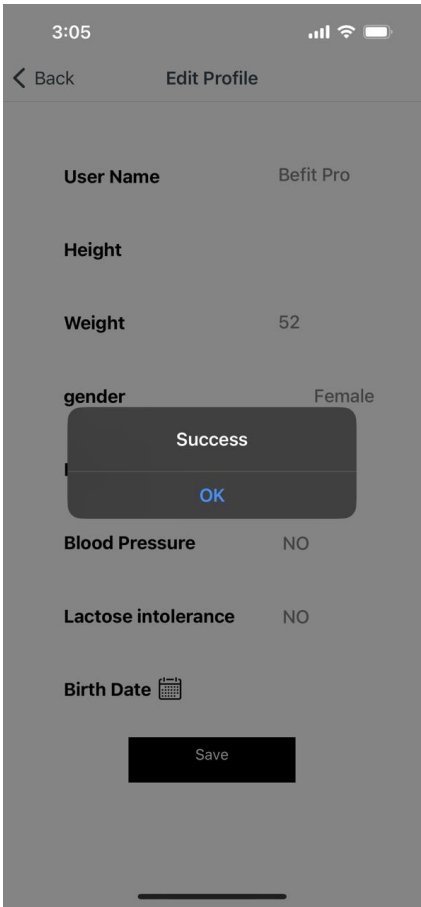 3:05
Back Edit Profile
User Name Befit Pro
Height
Weight 52
gender Female
Success
OK
Blood Pressure NO
Lactose intolerance NO
Birth Date
Save